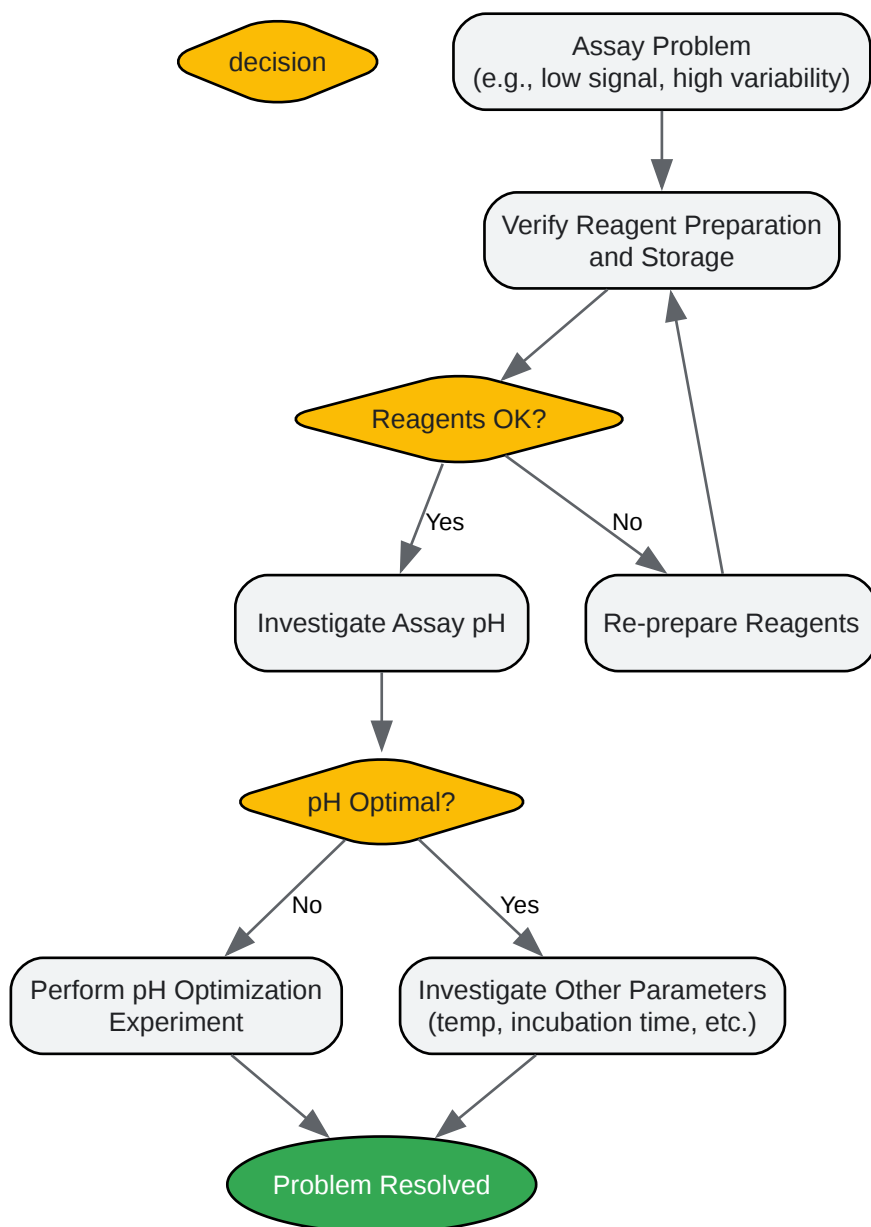 decision
Assay Problem
(e.g., low signal, high variability)
Verify Reagent Preparation
and Storage
Reagents OK?
Yes
No
Investigate Assay pH
Re-prepare Reagents
pH Optimal?
No
Yes
Perform pH Optimization
Experiment
Investigate Other Parameters
(temp, incubation time, etc.)
Problem Resolved